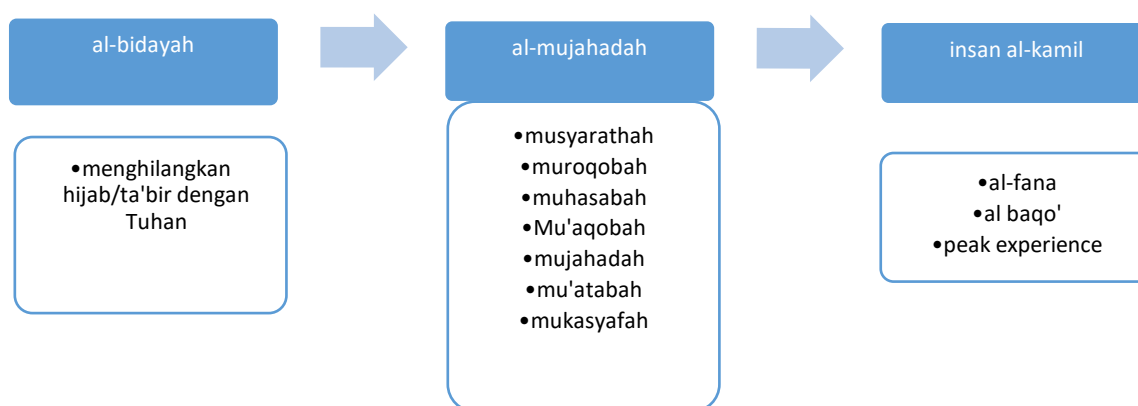 al-bidayah
•menghilangkan
hijab/ta'bir dengan
Tuhan
al-mujahadah
•musyarathah
•muroqobah
•muhasabah
•Mu'aqobah
•mujahadah
•mu'atabah
•mukasyafah
insan al-kamil
•al-fana
•al baqo'
•peak experience